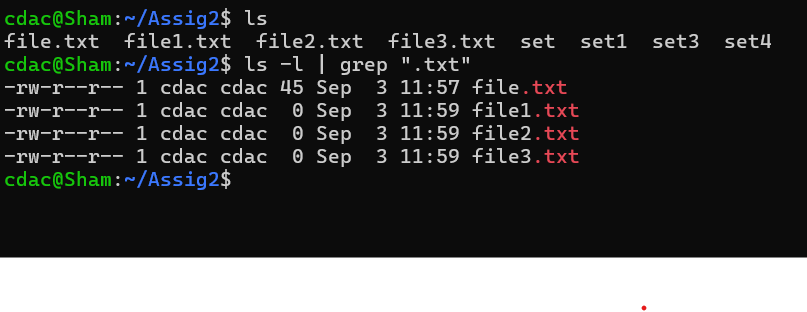 cdac@Sham:~/Assig2$ ls
file.txt  file1.txt  file2.txt  file3.txt  set  set1  set3  set4
cdac@Sham:~/Assig2$ ls -l | grep ".txt"
-rw-r--r-- 1 cdac cdac 45 Sep  3 11:57 file.txt
-rw-r--r-- 1 cdac cdac  0 Sep  3 11:59 file1.txt
-rw-r--r-- 1 cdac cdac  0 Sep  3 11:59 file2.txt
-rw-r--r-- 1 cdac cdac  0 Sep  3 11:59 file3.txt
cdac@Sham:~/Assig2$